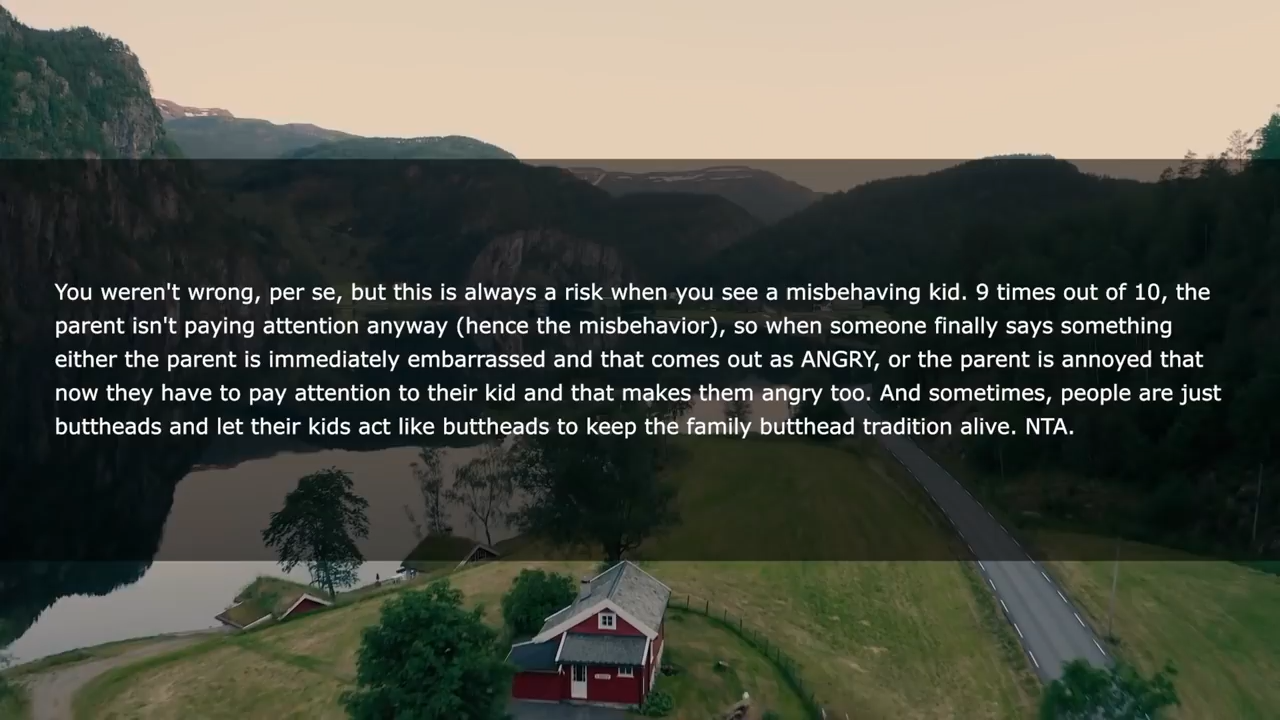 You weren't wrong, per se, but this is always a risk when you see a misbehaving kid. 9 times out of 10, the
parent isn't paying attention anyway (hence the misbehavior), so when someone finally says something
either the parent is immediately embarrassed and that comes out as ANGRY, or the parent is annoyed that
now they have to pay attention to their kid and that makes them angry too. And sometimes, people are just
buttheads and let their kids act like buttheads to keep the family butthead tradition alive. NTA.